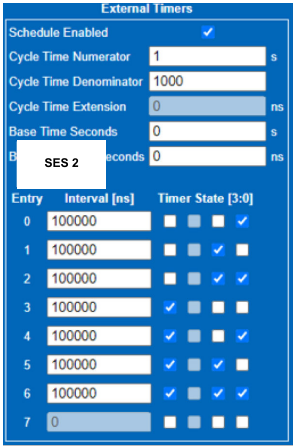 External Timers
Schedule Enabled
Cycle Time Numerator 1 s
Cycle Time Denominator 1000
Cycle Time Extension 0 ns
Base Time Seconds 0 s
B SES 2 econds 0 ns
Entry Interval [ns] Timer State [3:0]
0 100000
1 100000
2 100000
3 100000
4 100000
5 100000
6 100000
7 0